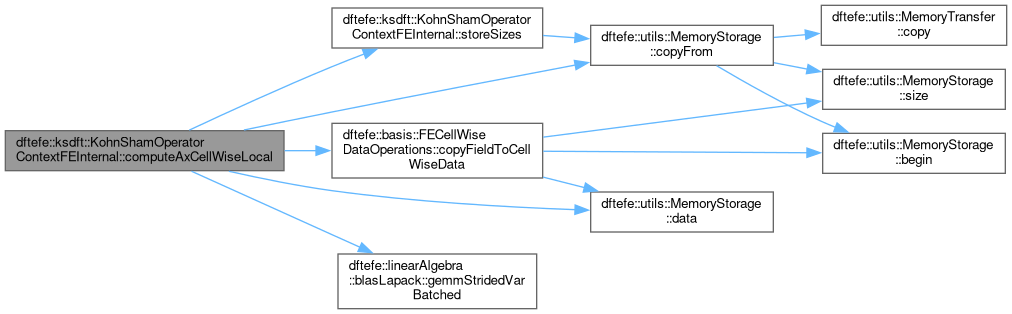 dftefe::ksdft::KohnShamOperator
ContextFEInternal::computeAxCellWiseLocal
dftefe::ksdft::KohnShamOperator
ContextFEInternal::storeSizes
dftefe::utils::MemoryStorage
::copyFrom
dftefe::utils::MemoryTransfer
::copy
dftefe::utils::MemoryStorage
::size
dftefe::basis::FECellWise
DataOperations::copyFieldToCell
WiseData
dftefe::utils::MemoryStorage
::begin
dftefe::utils::MemoryStorage
::data
dftefe::linearAlgebra
::blasLapack::gemmStridedVar
Batched